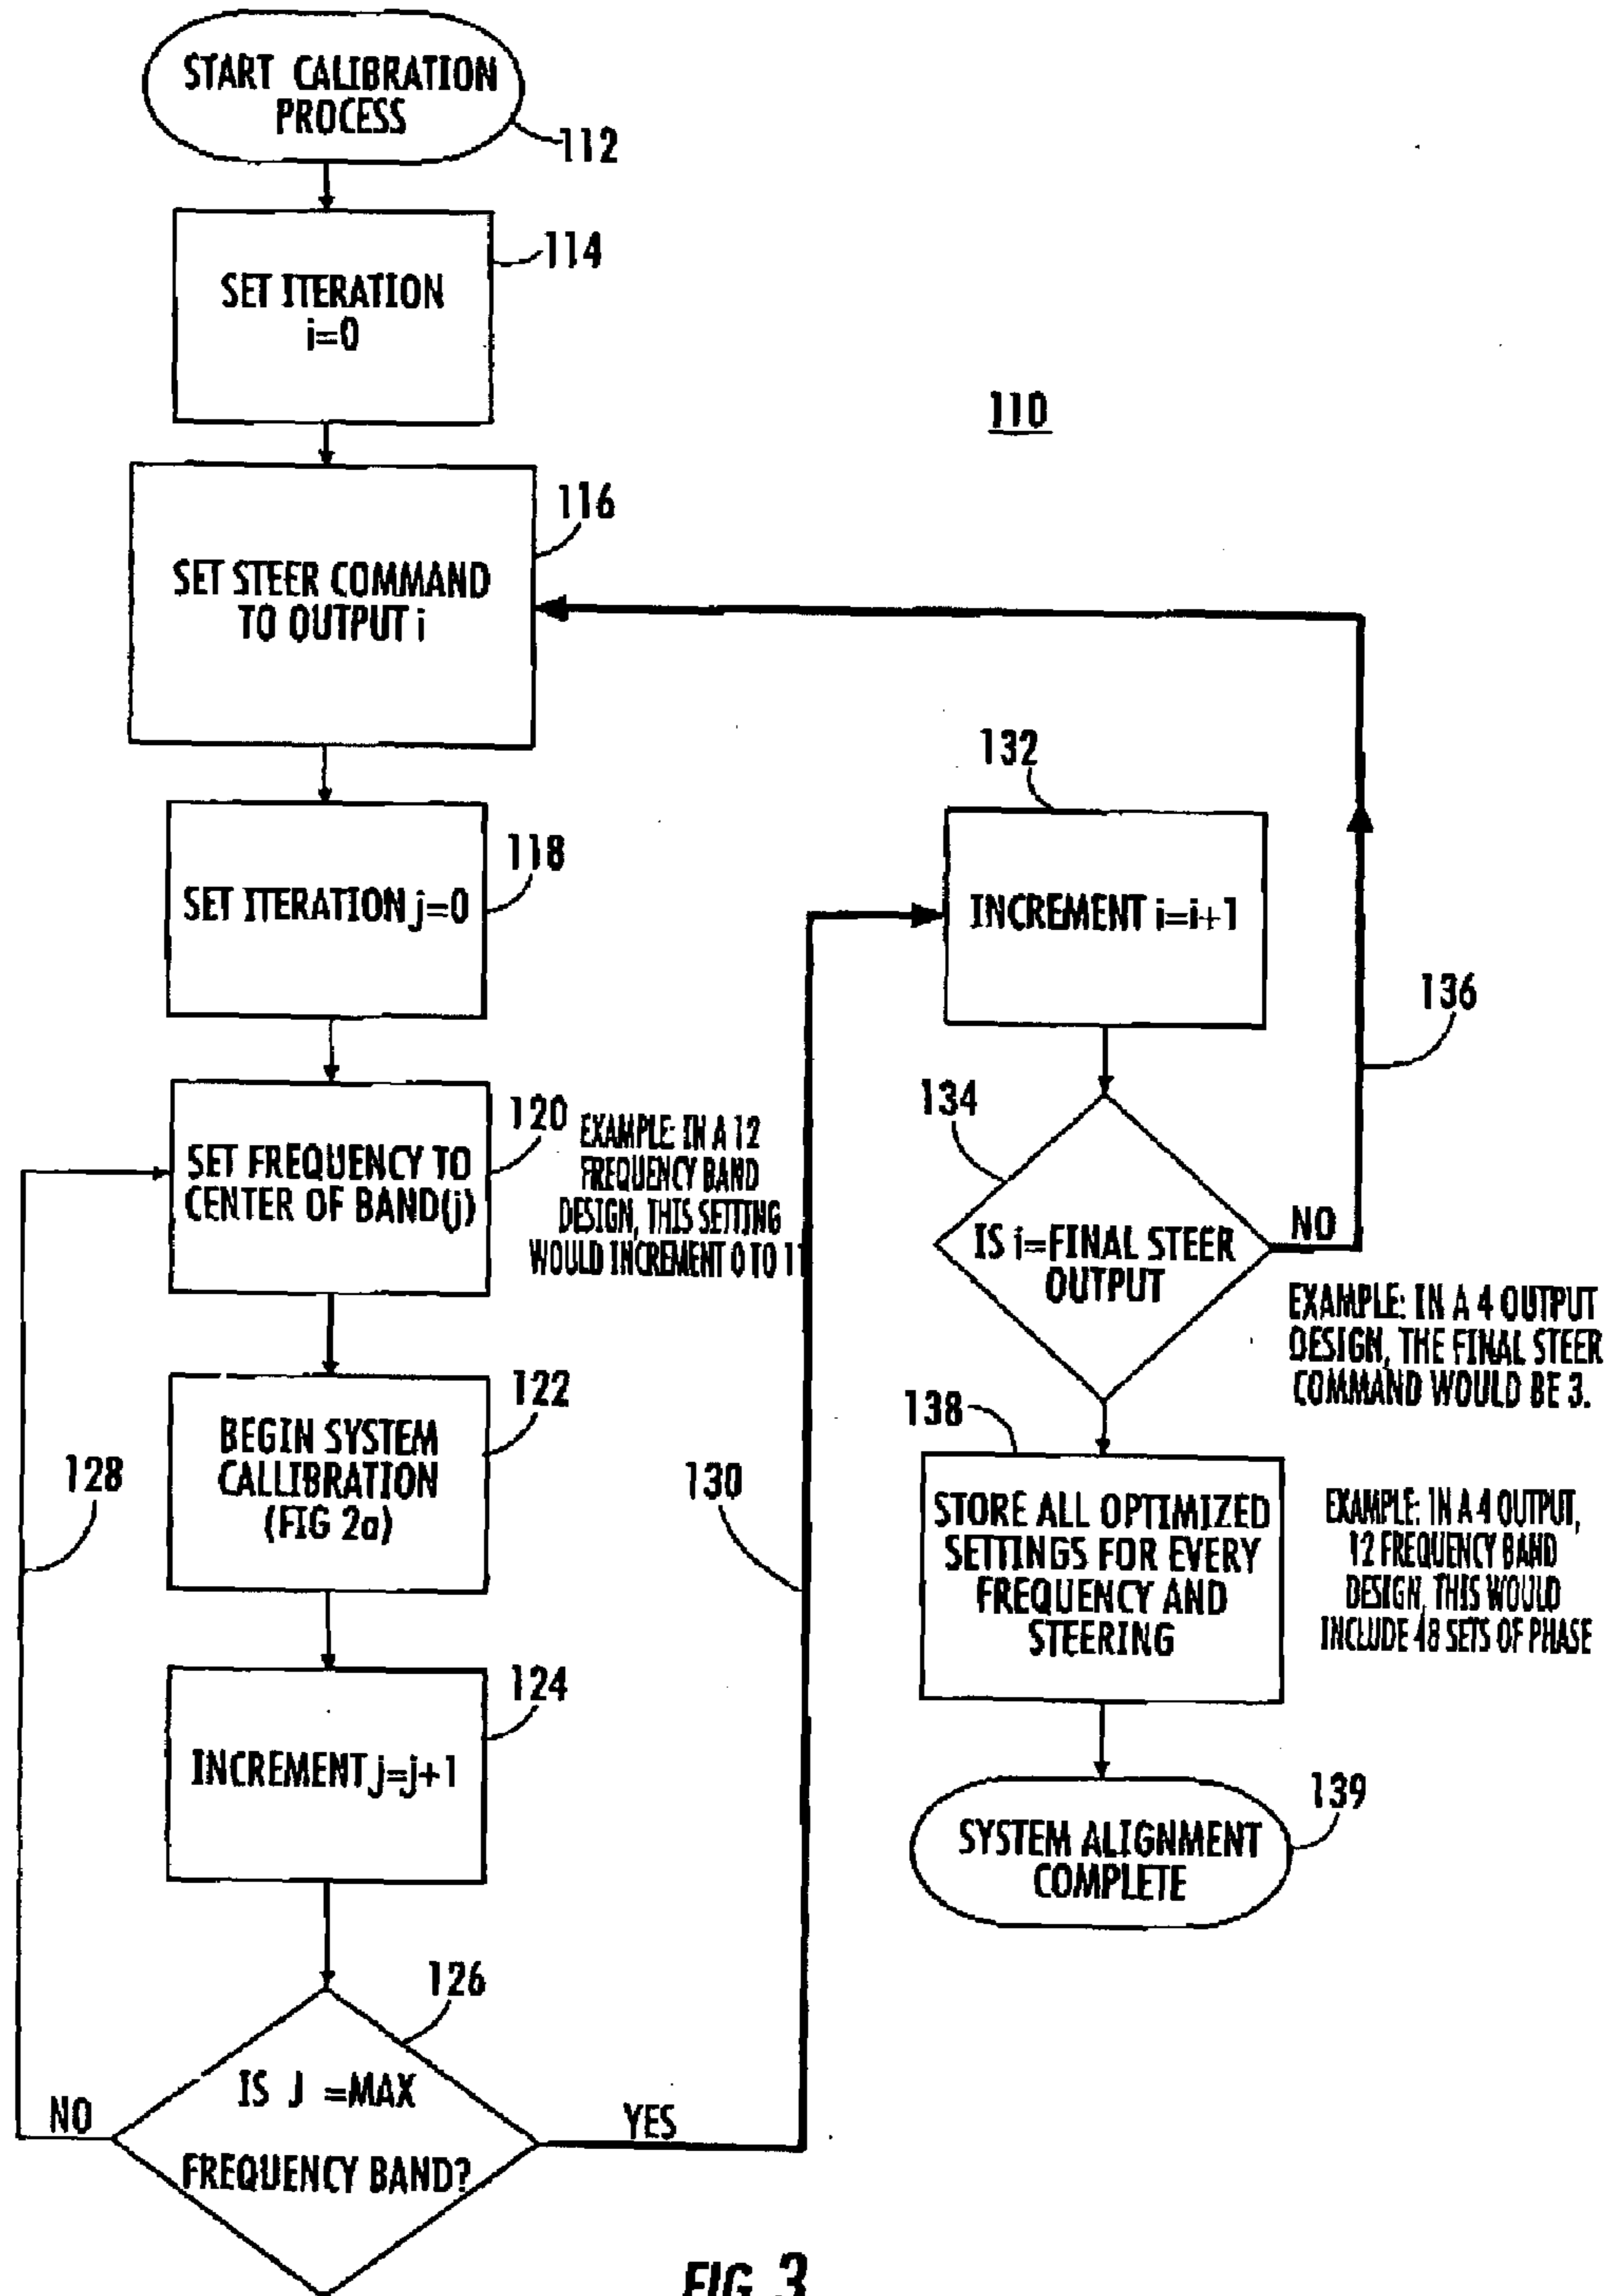 START CALIBRATION
PROCESS
112
SET ITERATION
i=0
114
110
SET STEER COMMAND
TO OUTPUT i
116
SET ITERATION j=0
118
SET FREQUENCY TO
CENTER OF BAND(j)
120
EXAMPLE: IN A 12
FREQUENCY BAND
DESIGN, THIS SETTING
WOULD INCREMENT 0 TO 11
BEGIN SYSTEM
CALLIBRATION
(FIG 2a)
122
INCREMENT j=j+1
124
IS J =MAX
FREQUENCY BAND?
126
NO
128
YES
130
INCREMENT i=i+1
132
IS i=FINAL STEER
OUTPUT
134
NO
136
EXAMPLE: IN A 4 OUTPUT
DESIGN, THE FINAL STEER
COMMAND WOULD BE 3.
STORE ALL OPTIMIZED
SETTINGS FOR EVERY
FREQUENCY AND
STEERING
138
EXAMPLE: IN A 4 OUTPUT,
12 FREQUENCY BAND
DESIGN, THIS WOULD
INCLUDE 48 SETS OF PHASE
SYSTEM ALIGNMENT
COMPLETE
139
FIG. 3